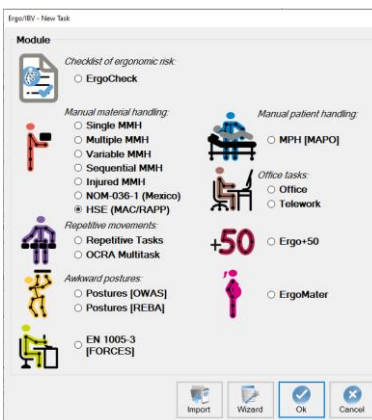 Ergo/IBV - New Task
Module
Checklist of ergonomic risk:
ErgoCheck
Manual material handling:
Single MMH
Multiple MMH
Variable MMH
Sequential MMH
Injured MMH
NOM-036-1 (Mexico)
HSE (MAC/RAPP)
Repetitive movements:
Repetitive Tasks
OCRA Multitask
Awkward postures:
Postures [OWAS]
Postures [REBA]
EN 1005-3
[FORCES]
Manual patient handling:
MPH [MAPO]
Office tasks:
Office
Telework
+50 Ergo+50
ErgoMater
Import Wizard Ok Cancel